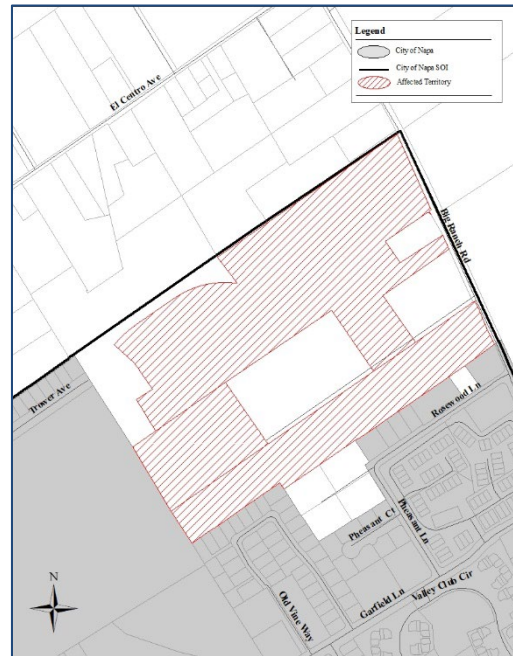 Legend
City of Napa
City of Napa SOI
Affected Territory
El Centro Ave
Big Ranch Rd
Trower Ave
Rosewood Ln
Pheasant Ct
Pheasant Ln
Garfield Ln
Valley Club Cir
Old Vine Way
N